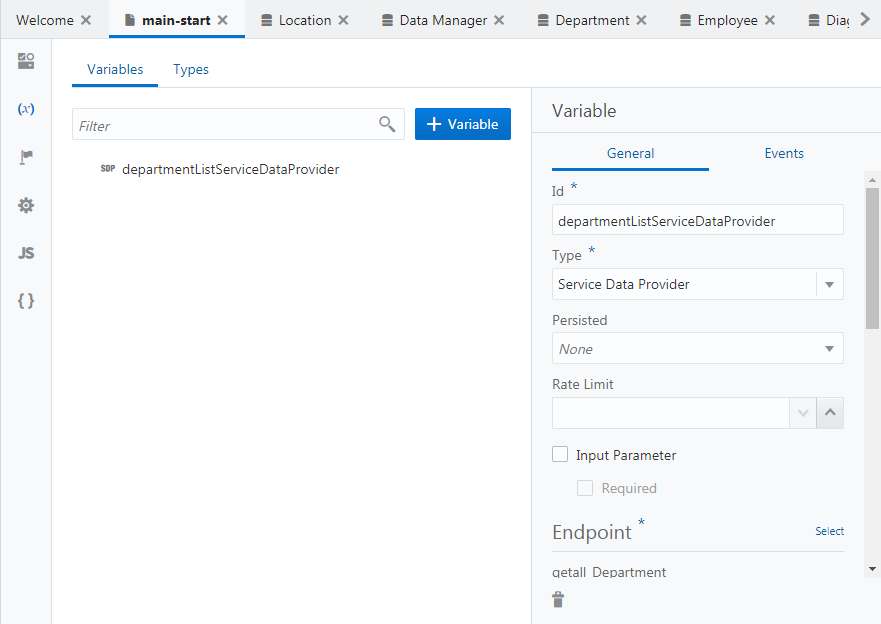 Welcome
main-start
Location
Data Manager
Department
Employee
Diag
Variables
Types
Filter
+ Variable
SDP departmentListServiceDataProvider
(x)
JS
{ }
Variable
General
Events
Id *
departmentListServiceDataProvider
Type *
Service Data Provider
Persisted
None
Rate Limit
Input Parameter
Required
Endpoint *
Select
getall_Department